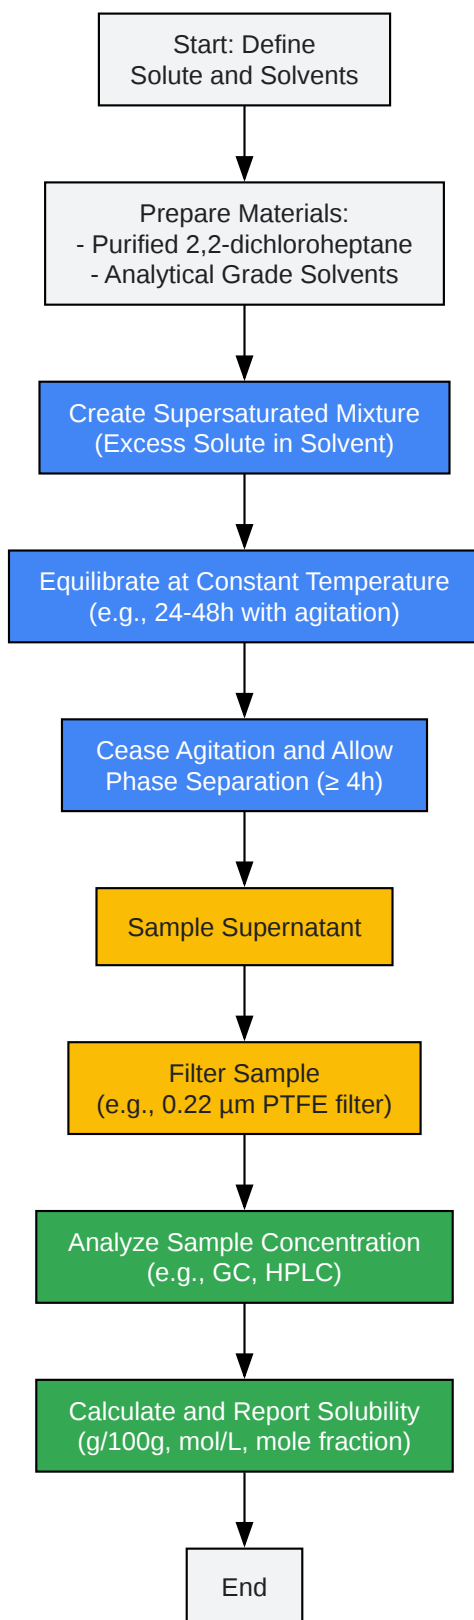 Start: Define
Solute and Solvents
Prepare Materials:
- Purified 2,2-dichloroheptane
- Analytical Grade Solvents
Create Supersaturated Mixture
(Excess Solute in Solvent)
Equilibrate at Constant Temperature
(e.g., 24-48h with agitation)
Cease Agitation and Allow
Phase Separation (≥ 4h)
Sample Supernatant
Filter Sample
(e.g., 0.22 µm PTFE filter)
Analyze Sample Concentration
(e.g., GC, HPLC)
Calculate and Report Solubility
(g/100g, mol/L, mole fraction)
End